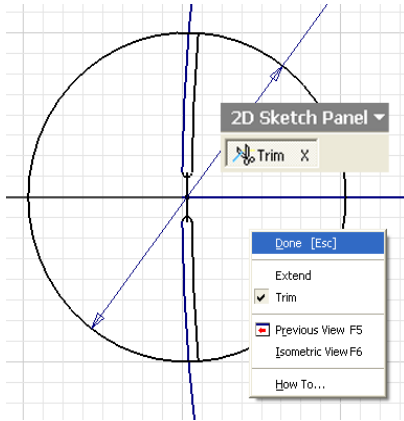 2D Sketch Panel
Trim X
Done [Esc]
Extend
Trim
Previous View F5
Isometric View F6
How To...